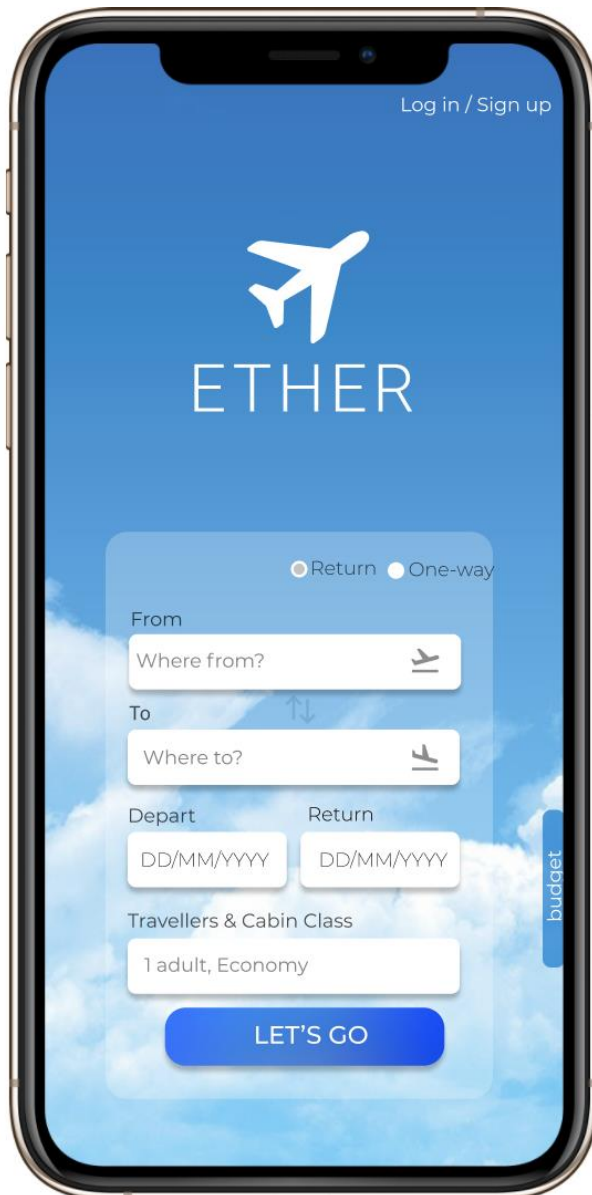 Log in / Sign up
ETHER
Return One-way
From
Where from?
To
Where to?
Depart Return
DD/MM/YYYY DD/MM/YYYY
budget
Travellers & Cabin Class
1 adult, Economy
LET'S GO